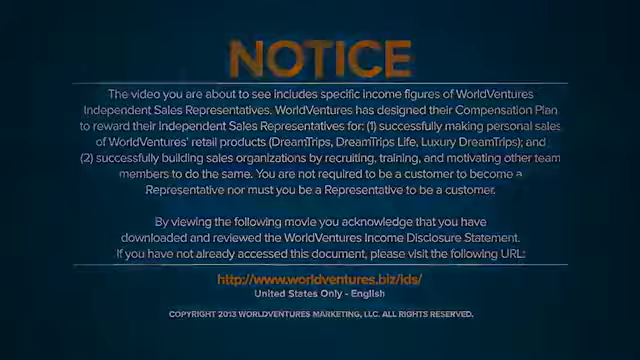 NOTICE
The video you are about to see includes specific income figures of WorldVentures
Independent Sales Representatives. WorldVentures has designed their Compensation Plan
to reward their Independent Sales Representatives for: (1) successfully making personal sales
of WorldVentures' retail products (DreamTrips, DreamTrips Life, Luxury DreamTrips); and
(2) successfully building sales organizations by recruiting, training, and motivating other team
members to do the same. You are not required to be a customer to become a
Representative nor must you be a Representative to be a customer.
By viewing the following movie you acknowledge that you have
downloaded and reviewed the WorldVentures Income Disclosure Statement.
If you have not already accessed this document, please visit the following URL:
http://www.worldventures.biz/ids/
United States Only - English
COPYRIGHT 2013 WORLDVENTURES MARKETING, LLC. ALL RIGHTS RESERVED.